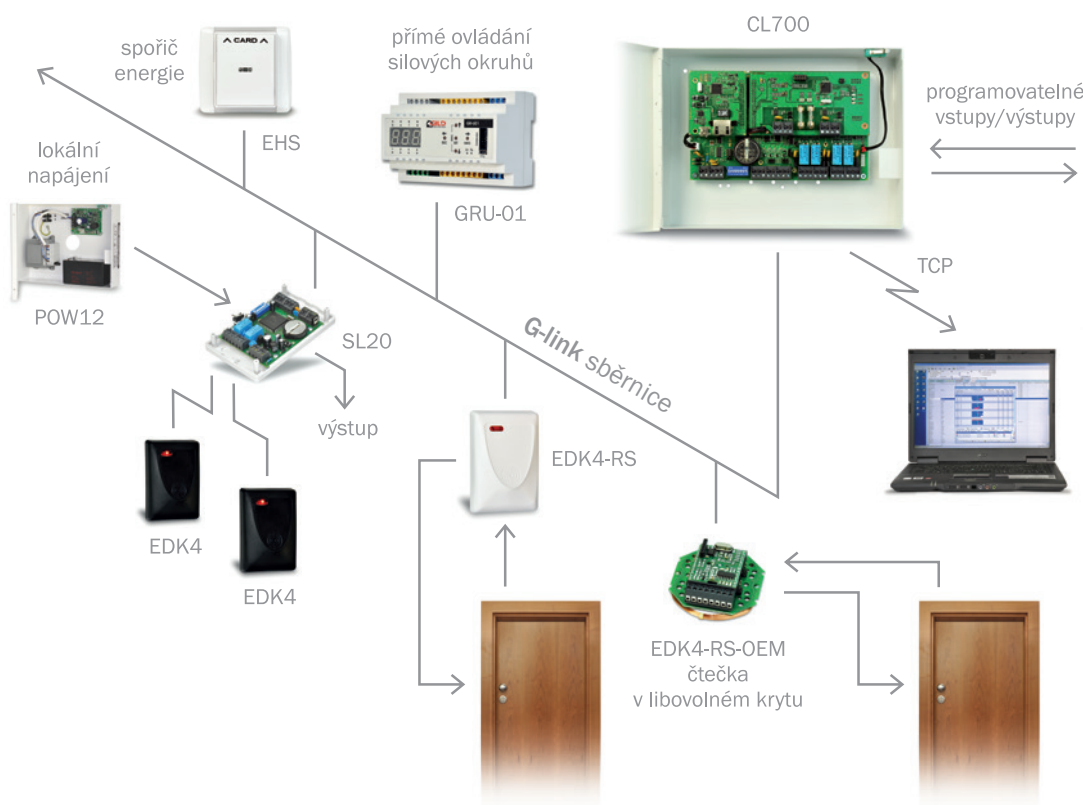 spořič
energie
^ CARD ^
EHS
přímé ovládání
silových okruhů
GRU-01
CL700
programovatelné
vstupy/výstupy
lokální
napájení
POW12
SL20
výstup
TCP
G-link sběrnice
EDK4
EDK4
EDK4-RS
EDK4-RS-OEM
čtečka
v libovolném krytu